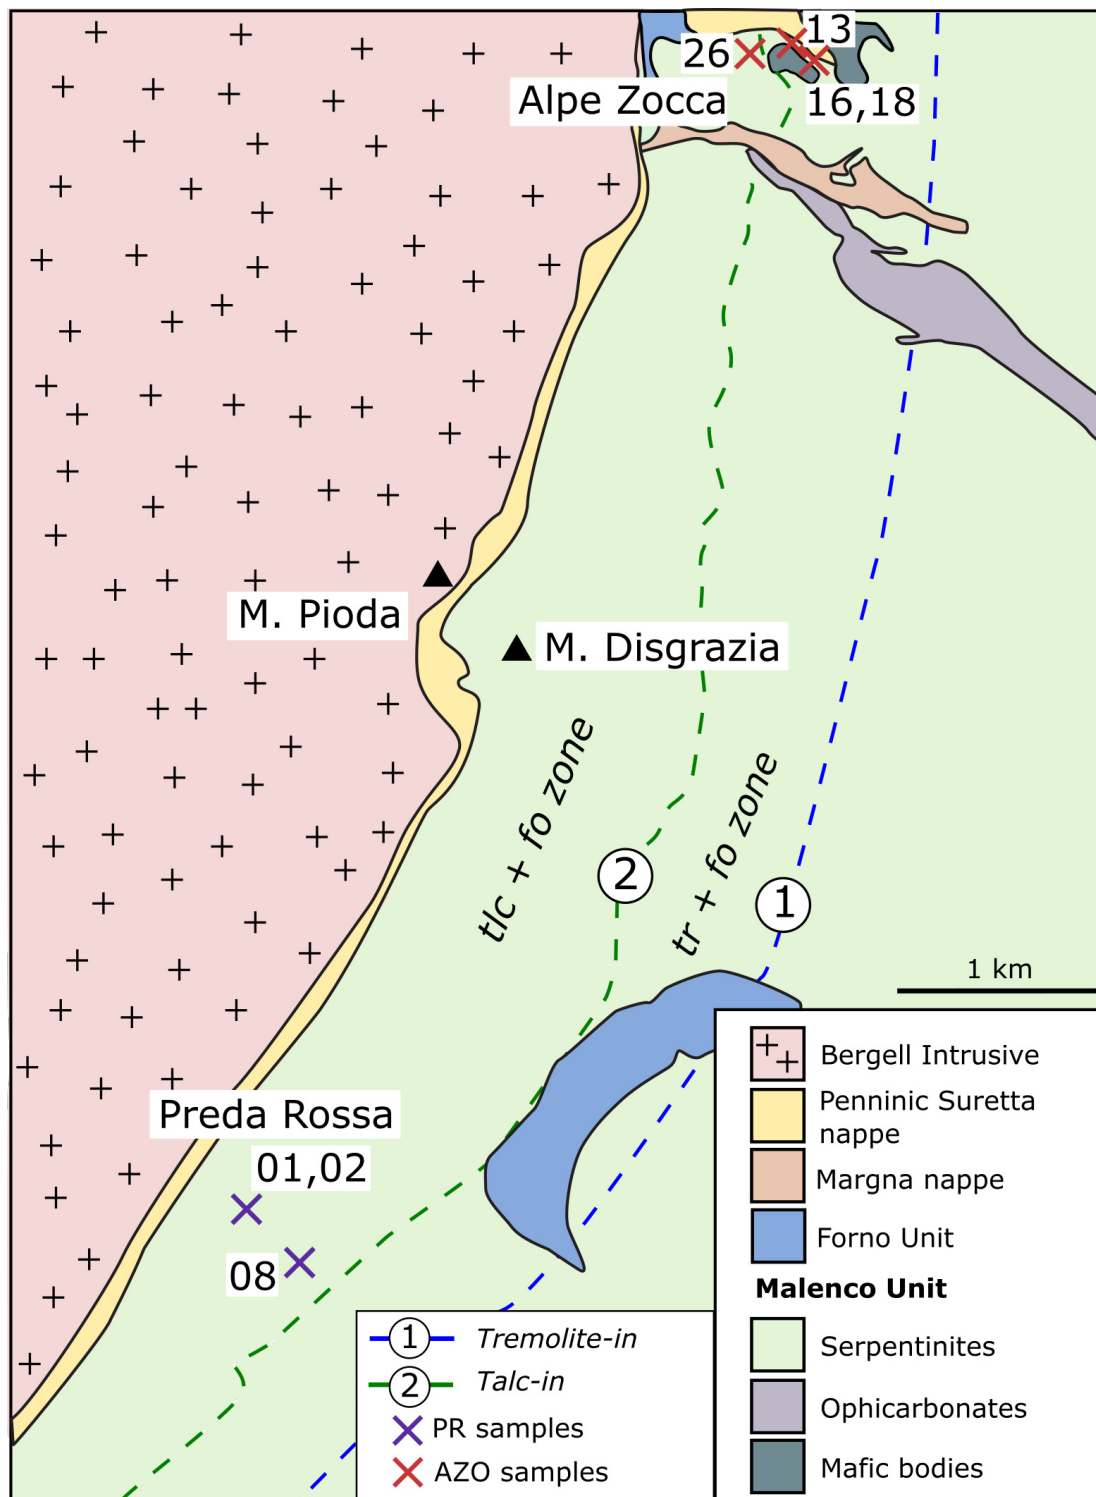 13
26
Alpe Zocca
16,18
M. Pioda
M. Disgrazia
tlc + fo zone
tr + fo zone
2
1
1 km
Preda Rossa
01,02
08
1 Tremolite-in
2 Talc-in
PR samples
AZO samples
Bergell Intrusive
Penninic Suretta
nappe
Margna nappe
Forno Unit
Malenco Unit
Serpentinites
Ophicarbonates
Mafic bodies